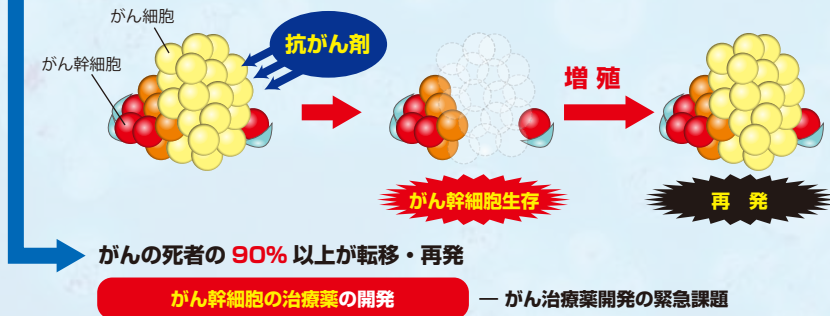 がん細胞
がん幹細胞
抗がん剤
増 殖
がん幹細胞生存
再 発
がんの死者の 90% 以上が転移・再発
がん幹細胞の治療薬の開発 ― がん治療薬開発の緊急課題